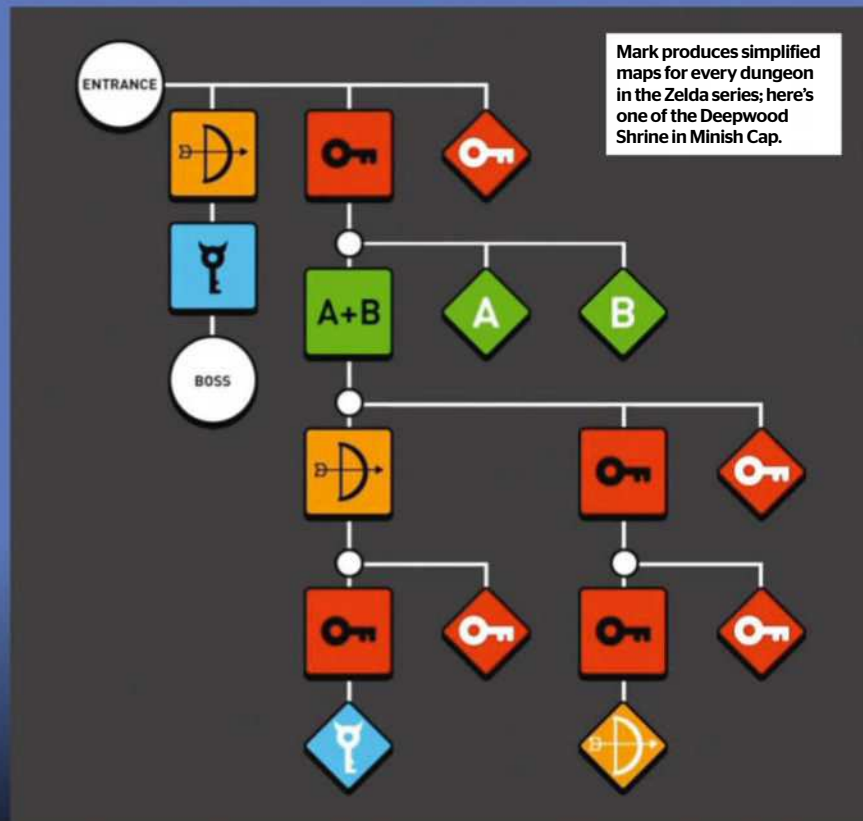 ENTRANCE
Mark produces simplified
maps for every dungeon
in the Zelda series; here's
one of the Deepwood
Shrine in Minish Cap.
A+B
A
B
BOSS